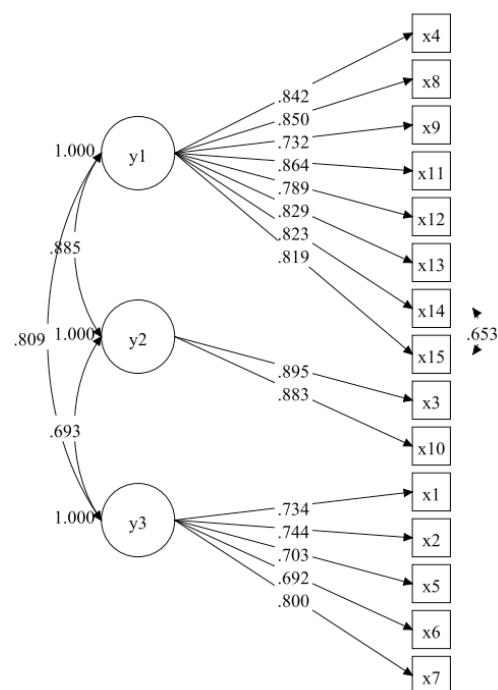 x4
x8
.842
.850
x9
.732
1.000
y1
.864
x11
.789
x12
.829
.823
x13
.885
.819
x14
1.000
y2
.653
.809
x15
.895
x3
.883
.693
x10
x1
.734
1.000
y3
.744
x2
.703
x5
.692
.800
x6
x7